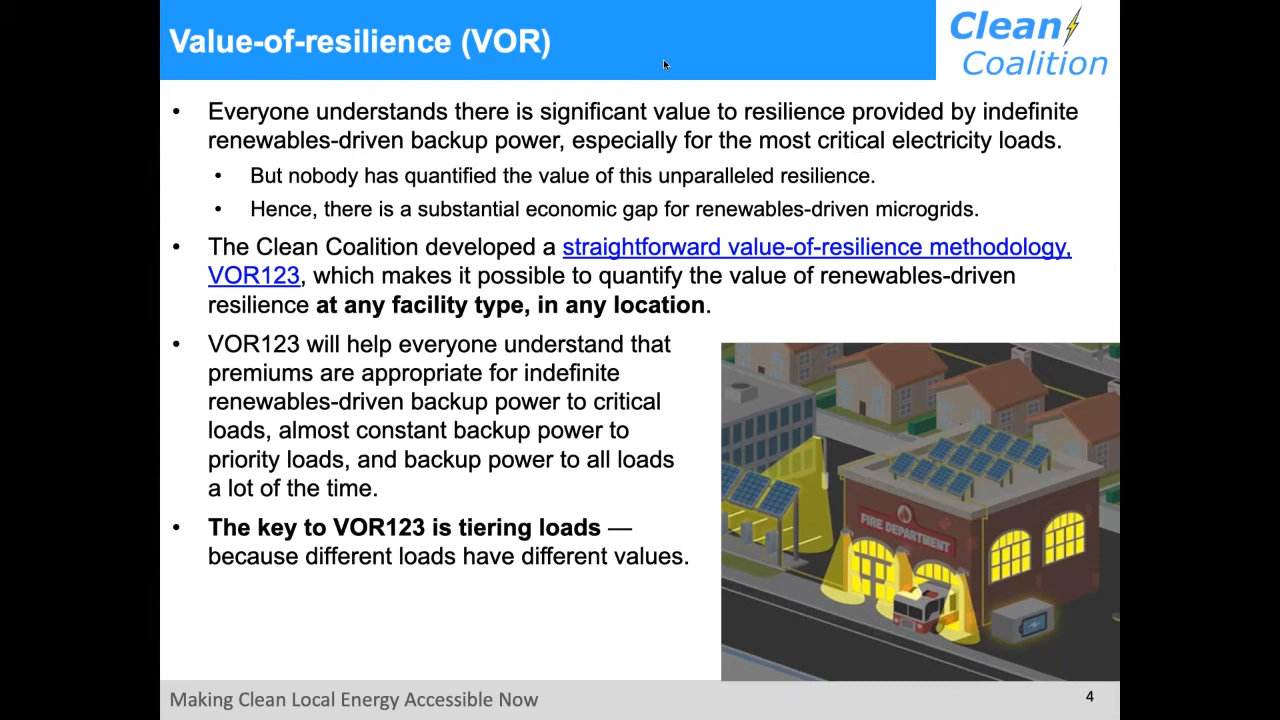 Value-of-resilience (VOR)
Clean
Coalition
• Everyone understands there is significant value to resilience provided by indefinite
renewables-driven backup power, especially for the most critical electricity loads.
• But nobody has quantified the value of this unparalleled resilience.
• Hence, there is a substantial economic gap for renewables-driven microgrids.
• The Clean Coalition developed a straightforward value-of-resilience methodology,
VOR123, which makes it possible to quantify the value of renewables-driven
resilience at any facility type, in any location.
• VOR123 will help everyone understand that
premiums are appropriate for indefinite
renewables-driven backup power to critical
loads, almost constant backup power to
priority loads, and backup power to all loads
a lot of the time.
• The key to VOR123 is tiering loads —
because different loads have different values.
FIRE DEPARTMENT
Making Clean Local Energy Accessible Now
4